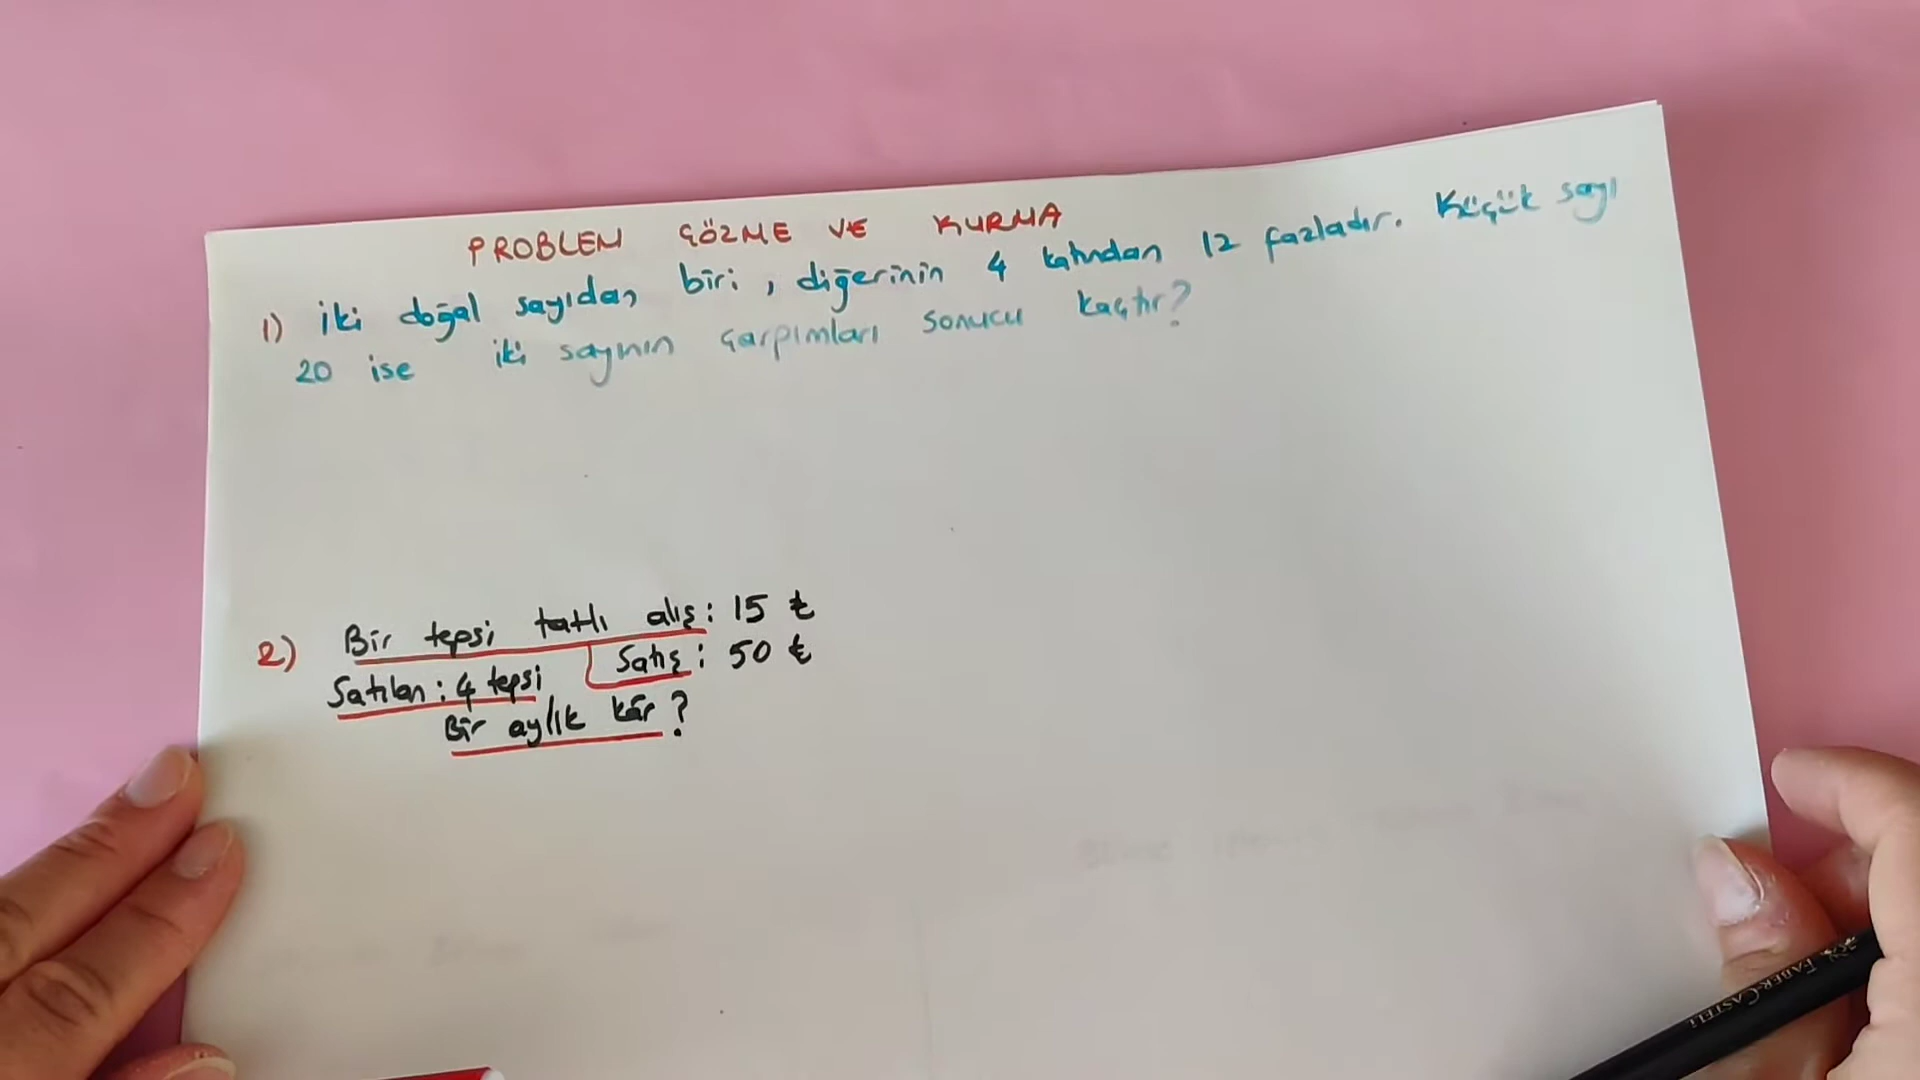 PROBLEM ÇÖZME VE KURMA
1) iki doğal sayıdan biri, diğerinin 4 katından 12 fazladır. Küçük sayı
20 ise iki sayının çarpımları sonucu kaçtır?
2) Bir tepsi tatlı alış: 15 ₺
Satış: 50 ₺
Satılan: 4 tepsi
Bir aylık kâr?
FABER-CASTELL